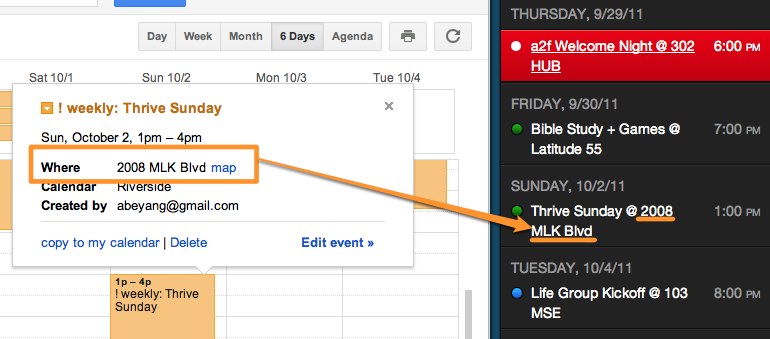 Day Week Month 6 Days Agenda
Sat 10/1 Sun 10/2 Mon 10/3 Tue 10/4
! weekly: Thrive Sunday
Sun, October 2, 1pm – 4pm
Where 2008 MLK Blvd map
Calendar Riverside
Created by abeyang@gmail.com
copy to my calendar | Delete Edit event »
1p – 4p
! weekly: Thrive
Sunday
THURSDAY, 9/29/11
a2f Welcome Night @ 302 6:00 PM
HUB
FRIDAY, 9/30/11
Bible Study + Games @ 7:00 PM
Latitude 55
SUNDAY, 10/2/11
Thrive Sunday @ 2008 1:00 PM
MLK Blvd
TUESDAY, 10/4/11
Life Group Kickoff @ 103 8:00 PM
MSE